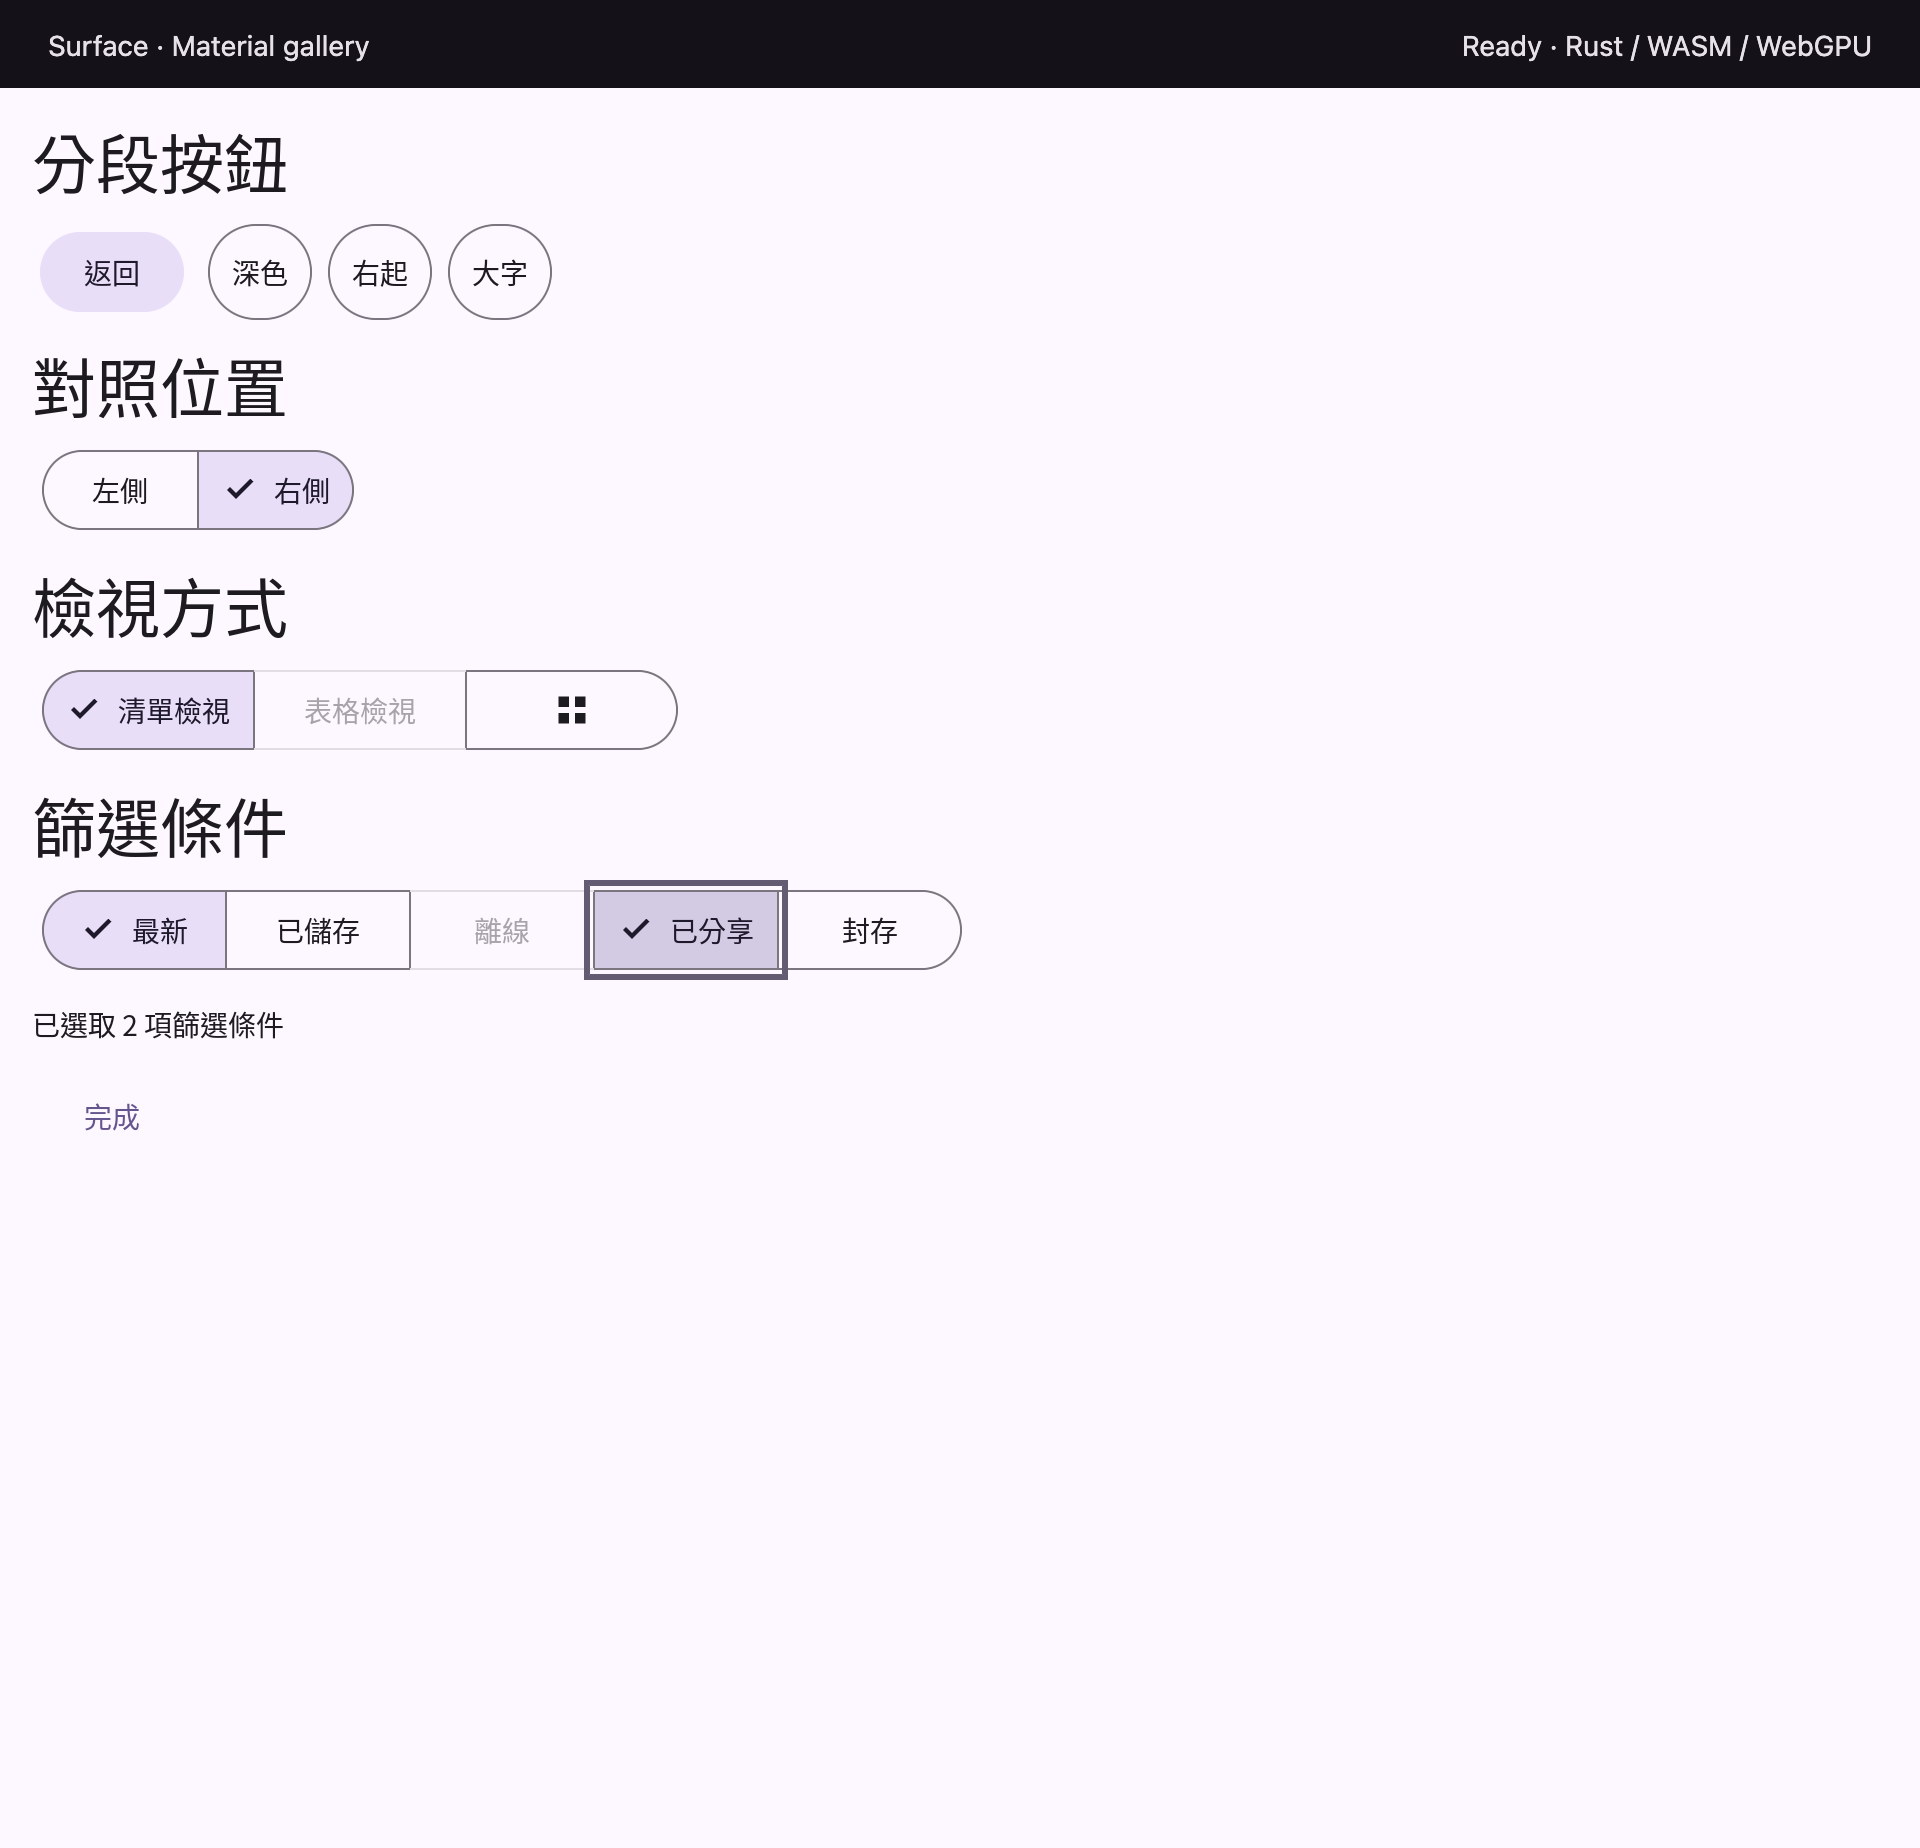 Surface · Material gallery
Ready · Rust / WASM / WebGPU
分段按鈕
返回 深色 右起 大字
對照位置
左側 右側
檢視方式
清單檢視 表格檢視
篩選條件
最新 已儲存 離線 已分享 封存
已選取 2 項篩選條件
完成